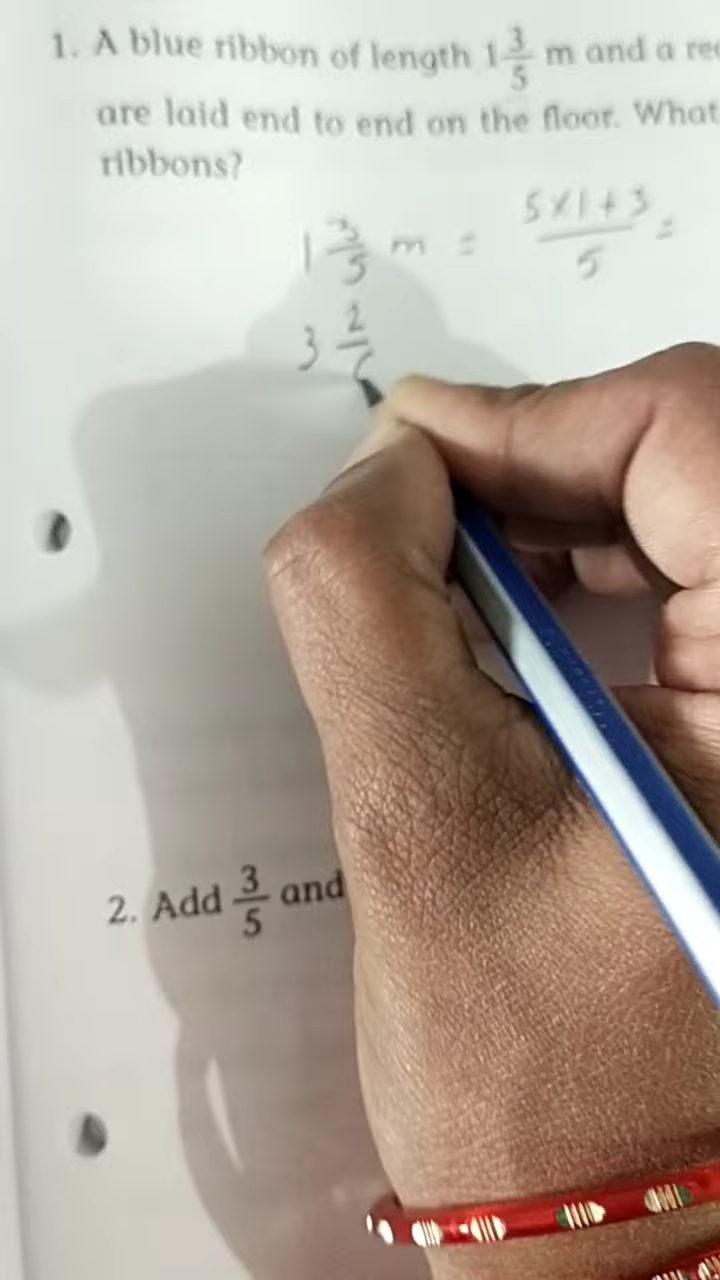 1. A blue ribbon of length 1 3/5 m and a
are laid end to end on the floor. What
ribbons?
1 3/5 m = 5×1+3/5 =
3 2/
2. Add 3/5 and